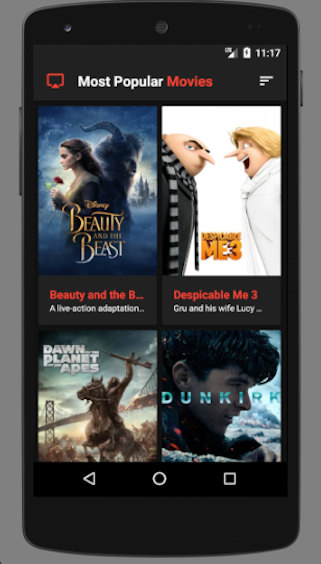 11:17
Most Popular Movies
Disney
BEAUTY
AND THE
BEAST
DESPICABLE
ME 3
Beauty and the B...
A live-action adaptation...
Despicable Me 3
Gru and his wife Lucy ...
DAWN OF THE
PLANET
OF THE
APES
DUNKIRK